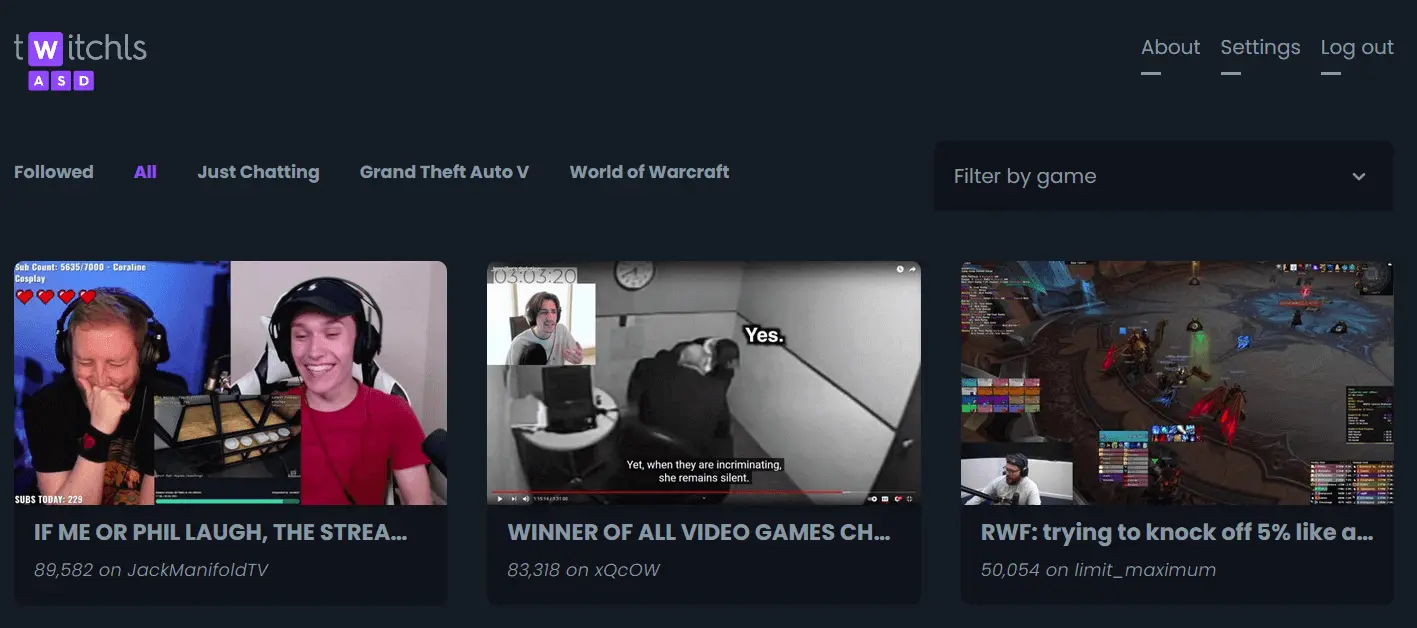 twitchls
A S D
About Settings Log out
Followed All Just Chatting Grand Theft Auto V World of Warcraft
Filter by game
Sub Count: 5635/7000 - Coraline
Cosplay
SUBS TODAY: 229
03:03:20
Yes.
Yet, when they are incriminating,
she remains silent.
IF ME OR PHIL LAUGH, THE STREA...
89,582 on JackManifoldTV
WINNER OF ALL VIDEO GAMES CH...
83,318 on xQcOW
RWF: trying to knock off 5% like a...
50,054 on limit_maximum